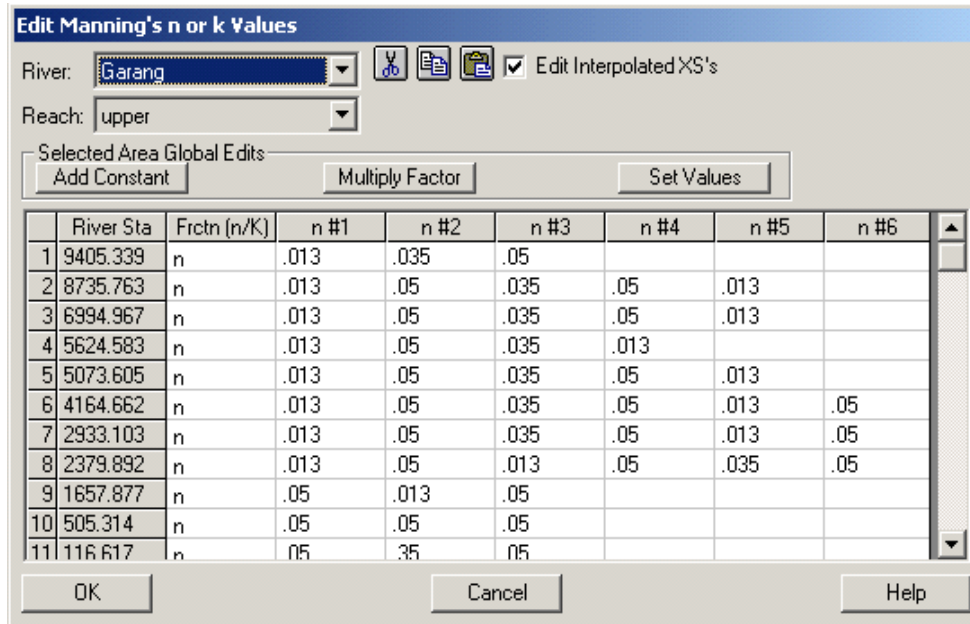 Edit Manning's n or k Values
River: Garang Edit Interpolated XS's
Reach: upper
Selected Area Global Edits
Add Constant Multiply Factor Set Values
River Sta Frctn (n/K) n #1 n #2 n #3 n #4 n #5 n #6
1 9405.339 n .013 .035 .05
2 8735.763 n .013 .05 .035 .05 .013
3 6994.967 n .013 .05 .035 .05 .013
4 5624.583 n .013 .05 .035 .013
5 5073.605 n .013 .05 .035 .05 .013
6 4164.662 n .013 .05 .035 .05 .013 .05
7 2933.103 n .013 .05 .035 .05 .013 .05
8 2379.892 n .013 .05 .013 .05 .035 .05
9 1657.877 n .05 .013 .05
10 505.314 n .05 .05 .05
11 116.617 n .05 .35 .05
OK Cancel Help